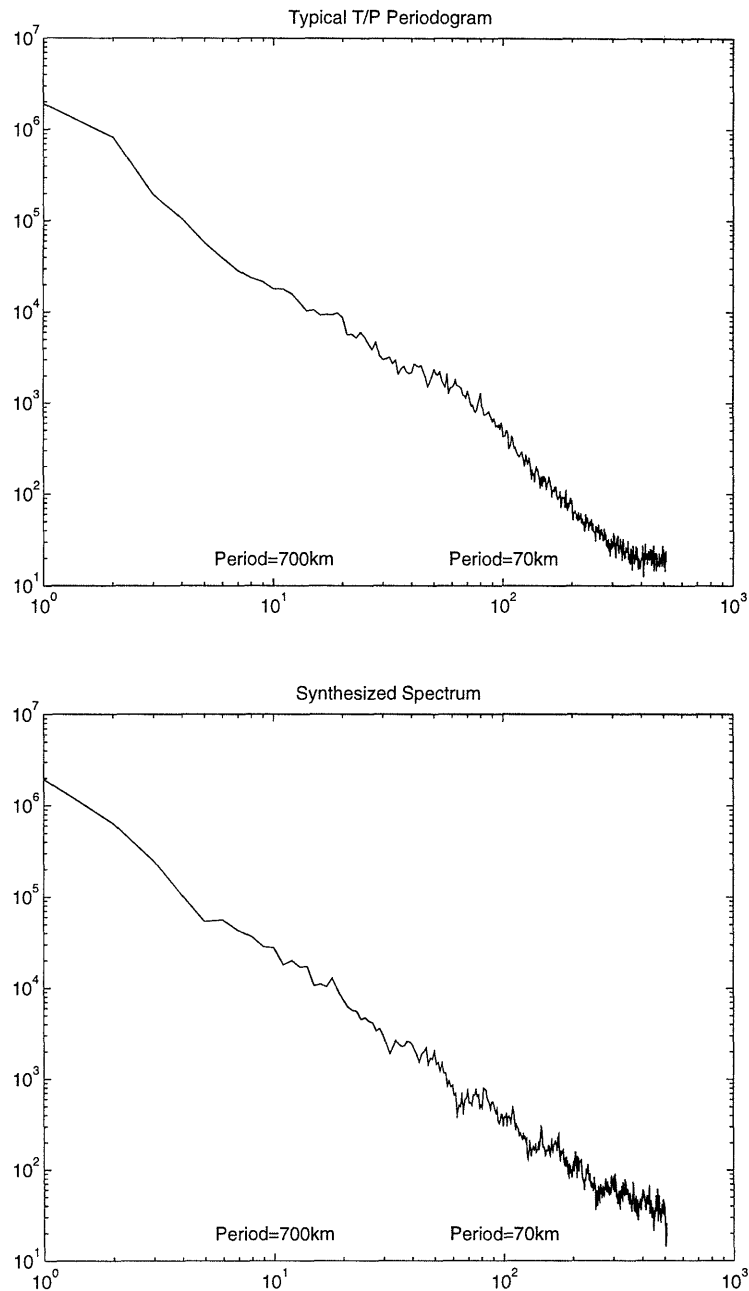 Typical T/P Periodogram
10^7
10^6
10^5
10^4
10^3
10^2
10^1
Period=700km Period=70km
10^0 10^1 10^2 10^3
Synthesized Spectrum
10^7
10^6
10^5
10^4
10^3
10^2
10^1
Period=700km Period=70km
10^0 10^1 10^2 10^3